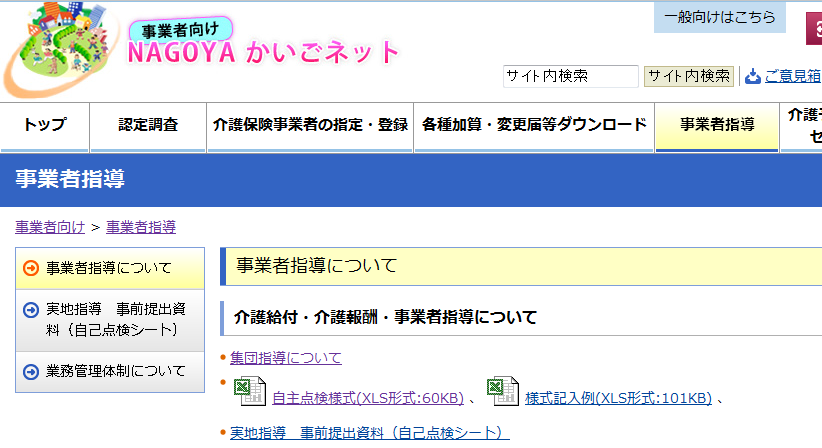 一般向けはこちら
事業者向け
NAGOYA かいごネット
サイト内検索 サイト内検索 ご意見箱
トップ 認定調査 介護保険事業者の指定・登録 各種加算・変更届等ダウンロード 事業者指導
事業者指導
事業者向け > 事業者指導
事業者指導について
実地指導 事前提出資
料（自己点検シート）
業務管理体制について
事業者指導について
介護給付・介護報酬・事業者指導について
集団指導について
自主点検様式(XLS形式:60KB) 、 様式記入例(XLS形式:101KB) 、
実地指導 事前提出資料（自己点検シート）